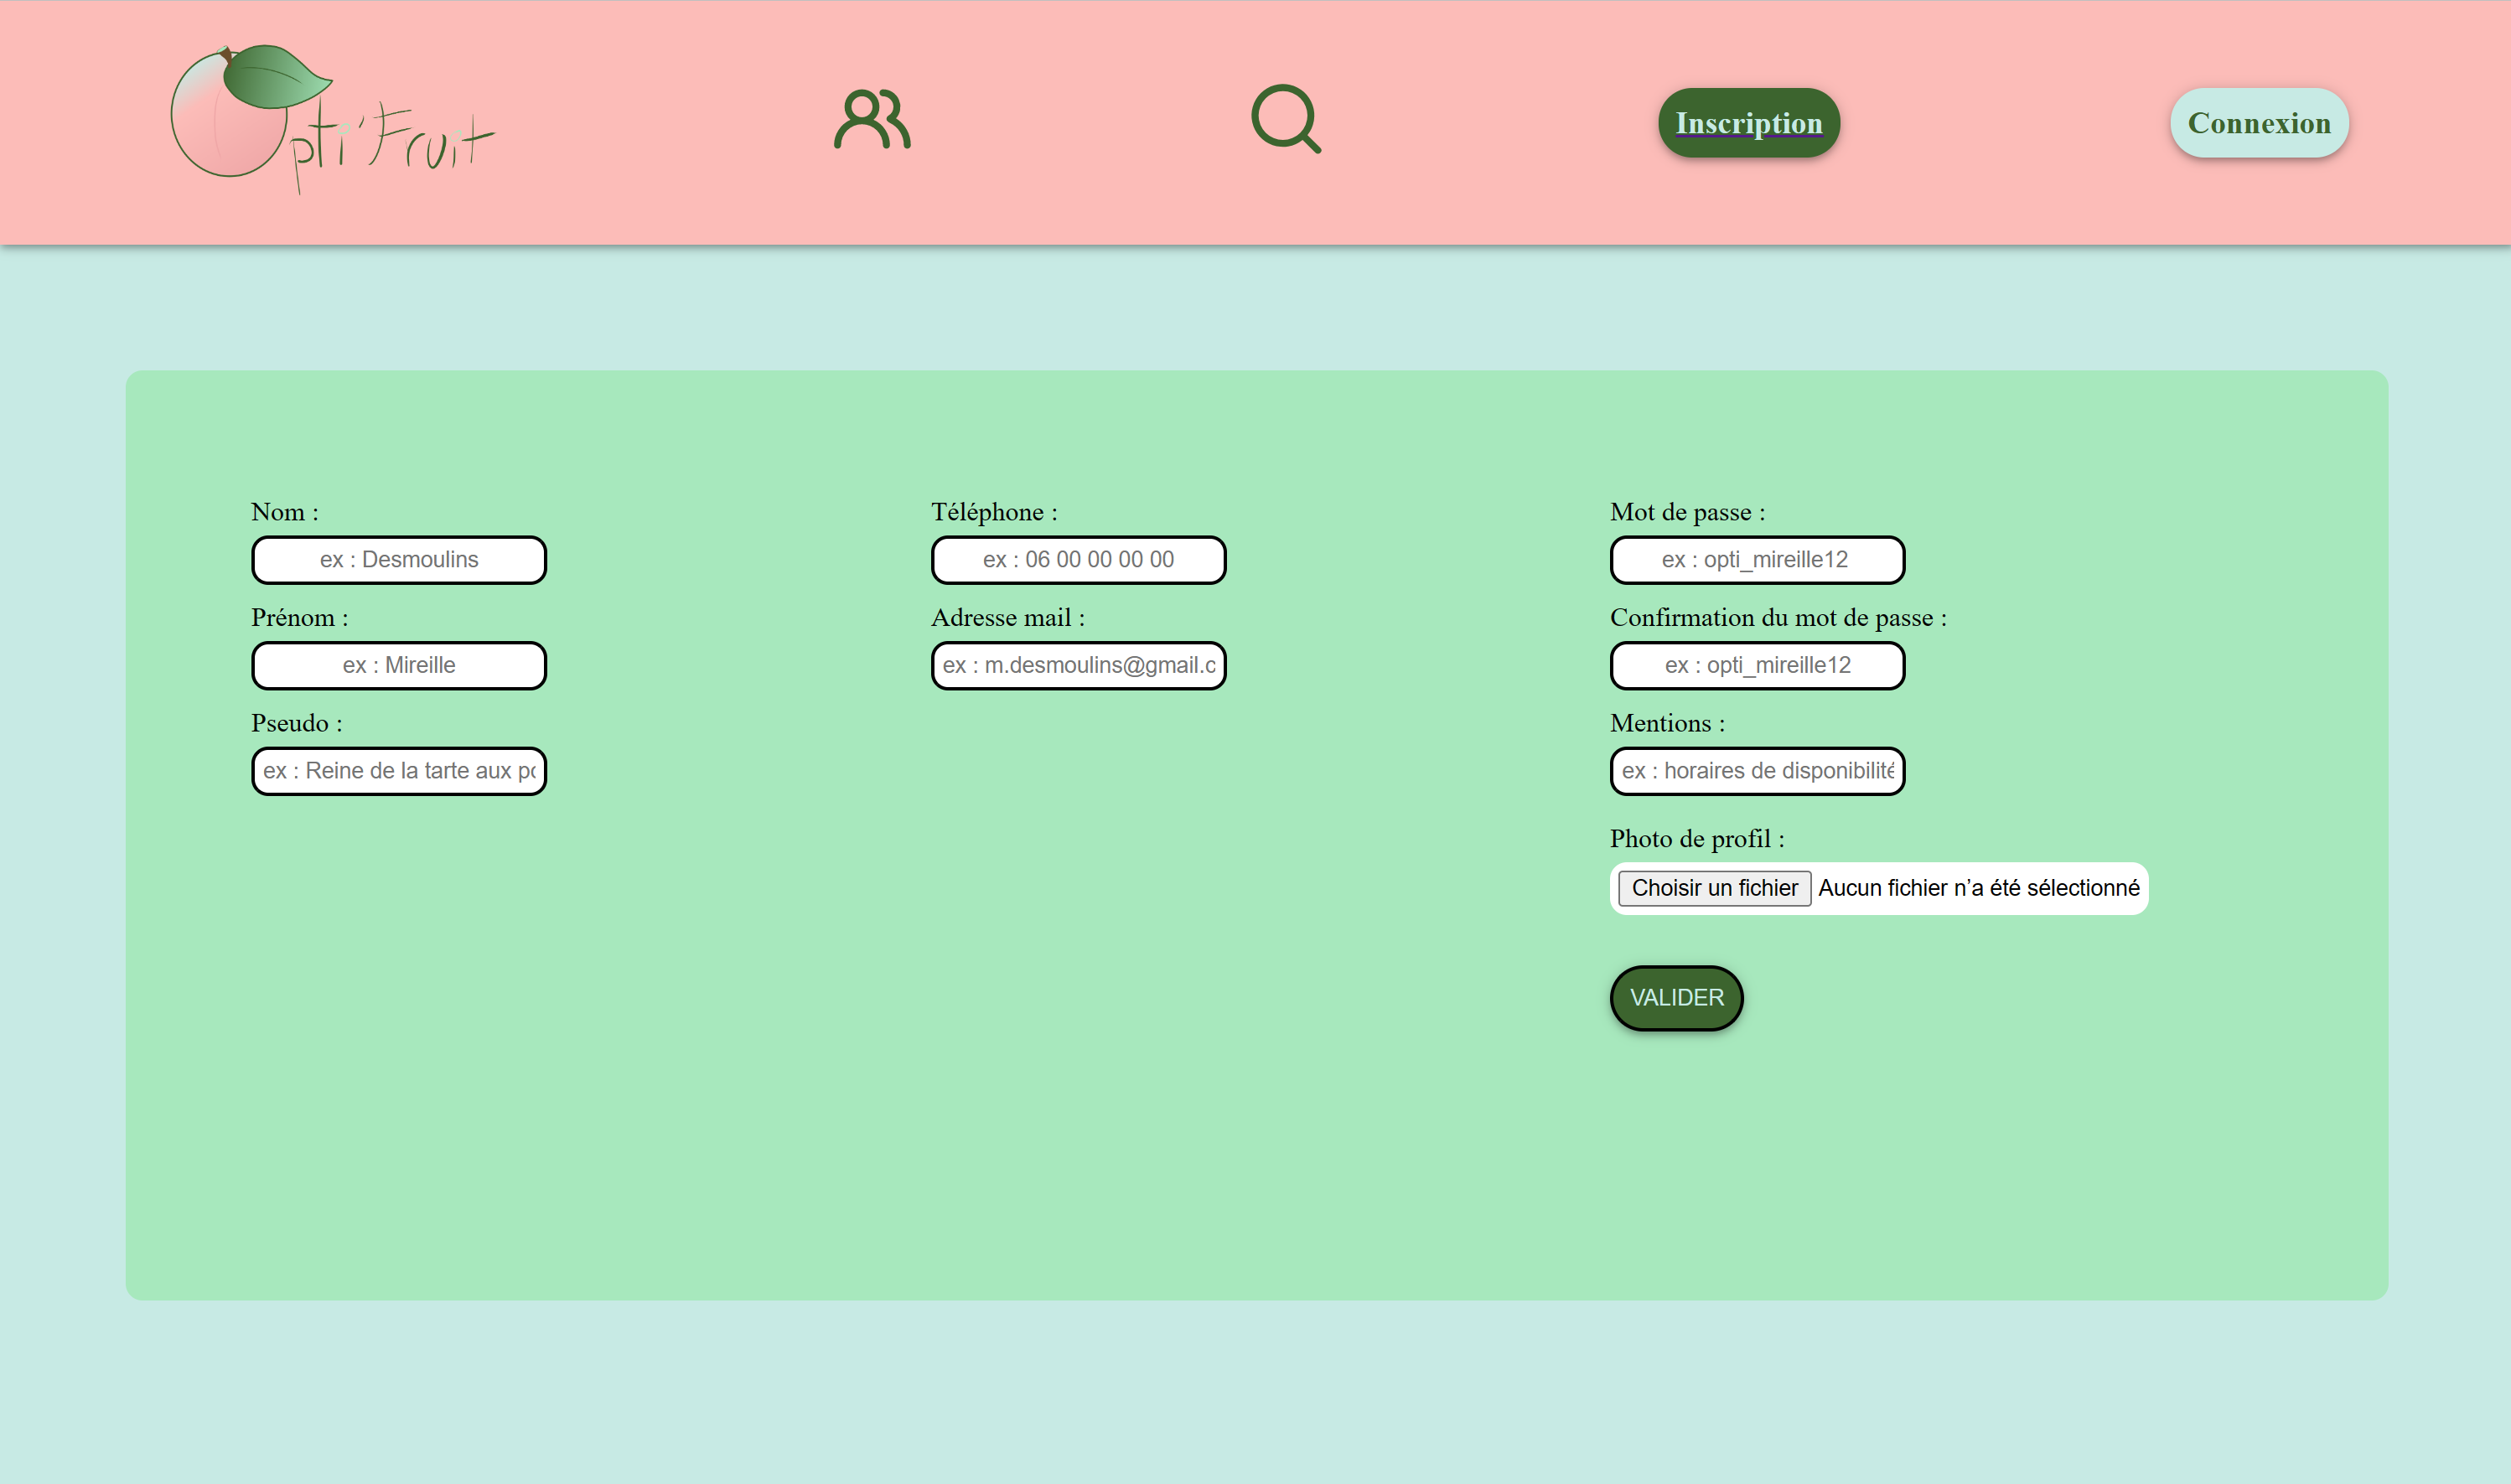 Opti'Fruit
Inscription
Connexion
Nom :
ex : Desmoulins
Prénom :
ex : Mireille
Pseudo :
ex : Reine de la tarte aux po
Téléphone :
ex : 06 00 00 00 00
Adresse mail :
ex : m.desmoulins@gmail.c
Mot de passe :
ex : opti_mireille12
Confirmation du mot de passe :
ex : opti_mireille12
Mentions :
ex : horaires de disponibilité
Photo de profil :
Choisir un fichier Aucun fichier n’a été sélectionné
VALIDER